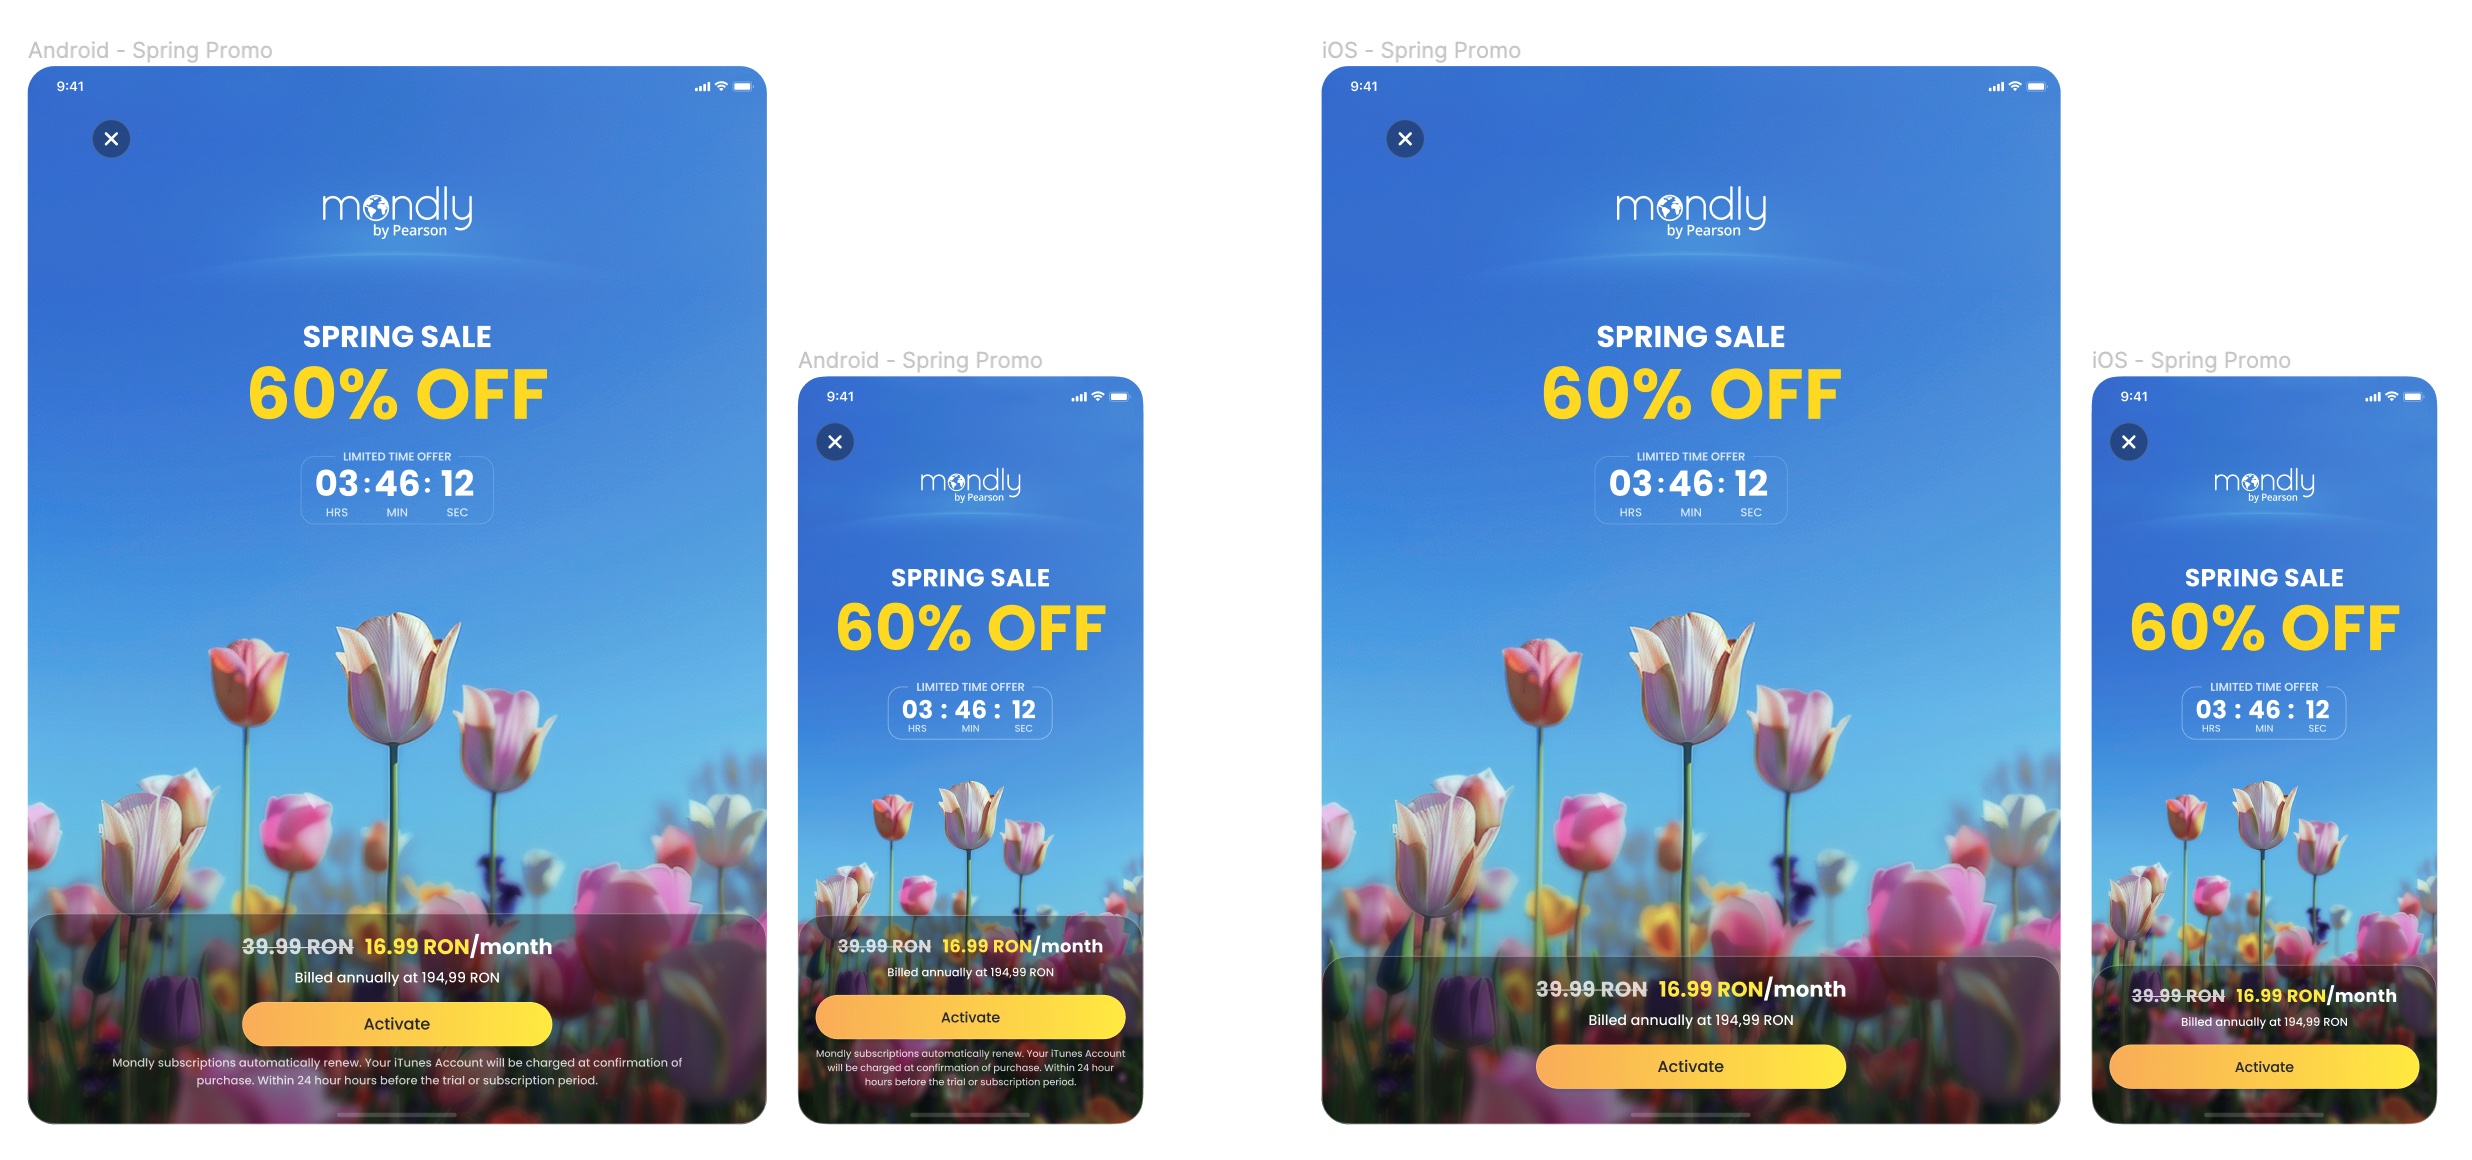 Android - Spring Promo
9:41
mondly
by Pearson
SPRING SALE
60% OFF
LIMITED TIME OFFER
03 : 46 : 12
HRS MIN SEC
39.99 RON 16.99 RON/month
Billed annually at 194,99 RON
Activate
Mondly subscriptions automatically renew. Your iTunes Account will be charged at confirmation of
purchase. Within 24 hour hours before the trial or subscription period.
Android - Spring Promo
9:41
mondly
by Pearson
SPRING SALE
60% OFF
LIMITED TIME OFFER
03 : 46 : 12
HRS MIN SEC
39.99 RON 16.99 RON/month
Billed annually at 194,99 RON
Activate
Mondly subscriptions automatically renew. Your iTunes Account
will be charged at confirmation of purchase. Within 24 hour
hours before the trial or subscription period.
iOS - Spring Promo
9:41
mondly
by Pearson
SPRING SALE
60% OFF
LIMITED TIME OFFER
03 : 46 : 12
HRS MIN SEC
39.99 RON 16.99 RON/month
Billed annually at 194,99 RON
Activate
iOS - Spring Promo
9:41
mondly
by Pearson
SPRING SALE
60% OFF
LIMITED TIME OFFER
03 : 46 : 12
HRS MIN SEC
39.99 RON 16.99 RON/month
Billed annually at 194,99 RON
Activate